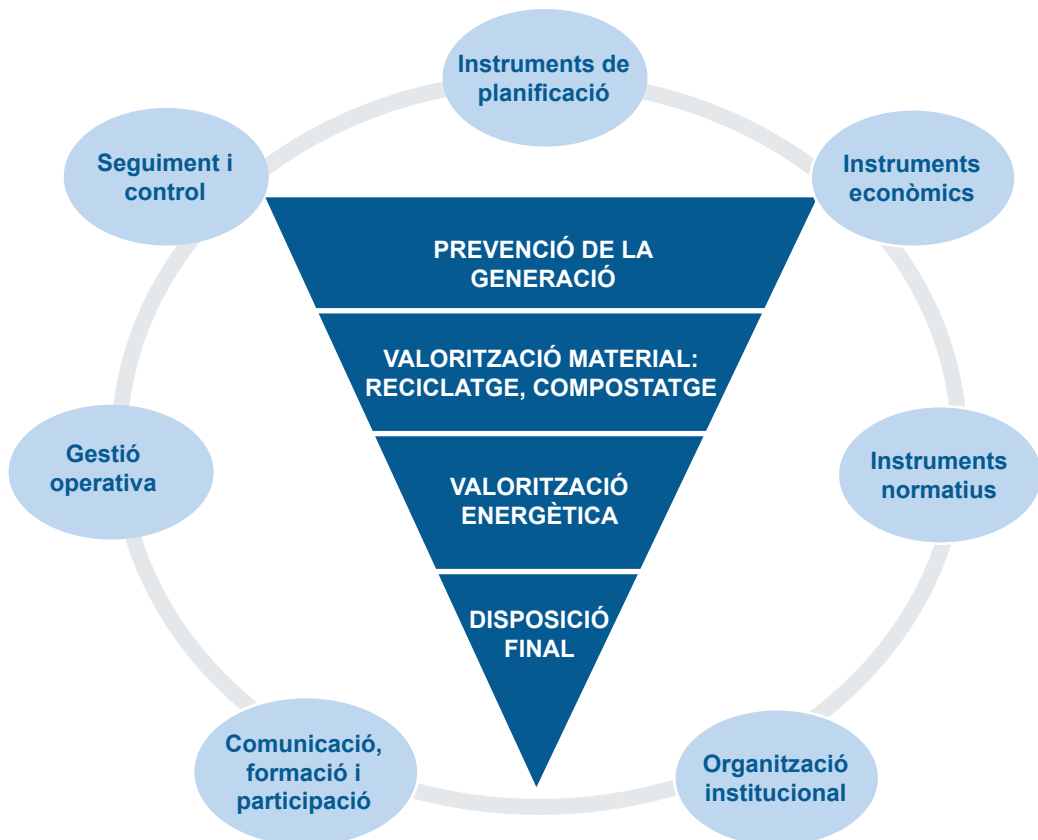 Instruments de
planificació
Seguiment i
control
Instruments
econòmics
PREVENCIÓ DE LA
GENERACIÓ
VALORITZACIÓ MATERIAL:
RECICLATGE, COMPOSTATGE
Gestió
operativa
Instruments
normatius
VALORITZACIÓ
ENERGÈTICA
DISPOSICIÓ
FINAL
Comunicació,
formació i
participació
Organització
institucional